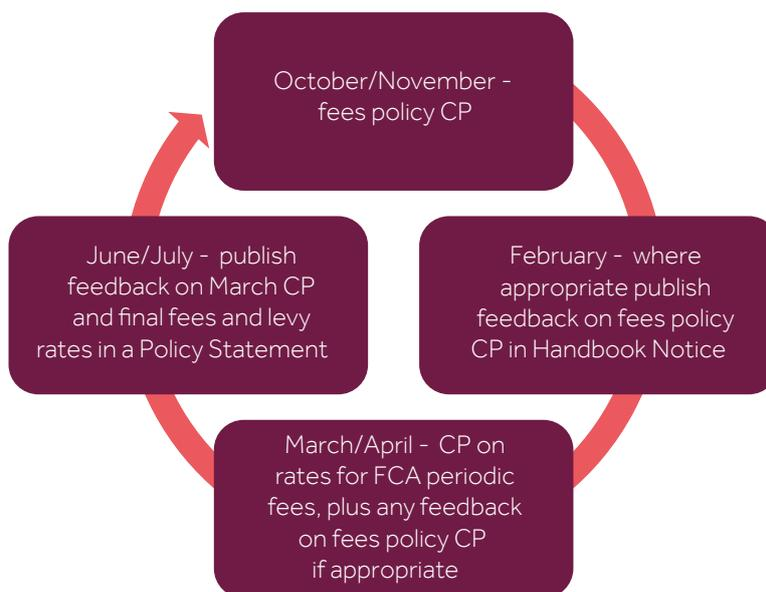 October/November -
fees policy CP
February - where
appropriate publish
feedback on fees policy
CP in Handbook Notice
March/April - CP on
rates for FCA periodic
fees, plus any feedback
on fees policy CP
if appropriate
June/July - publish
feedback on March CP
and final fees and levy
rates in a Policy Statement